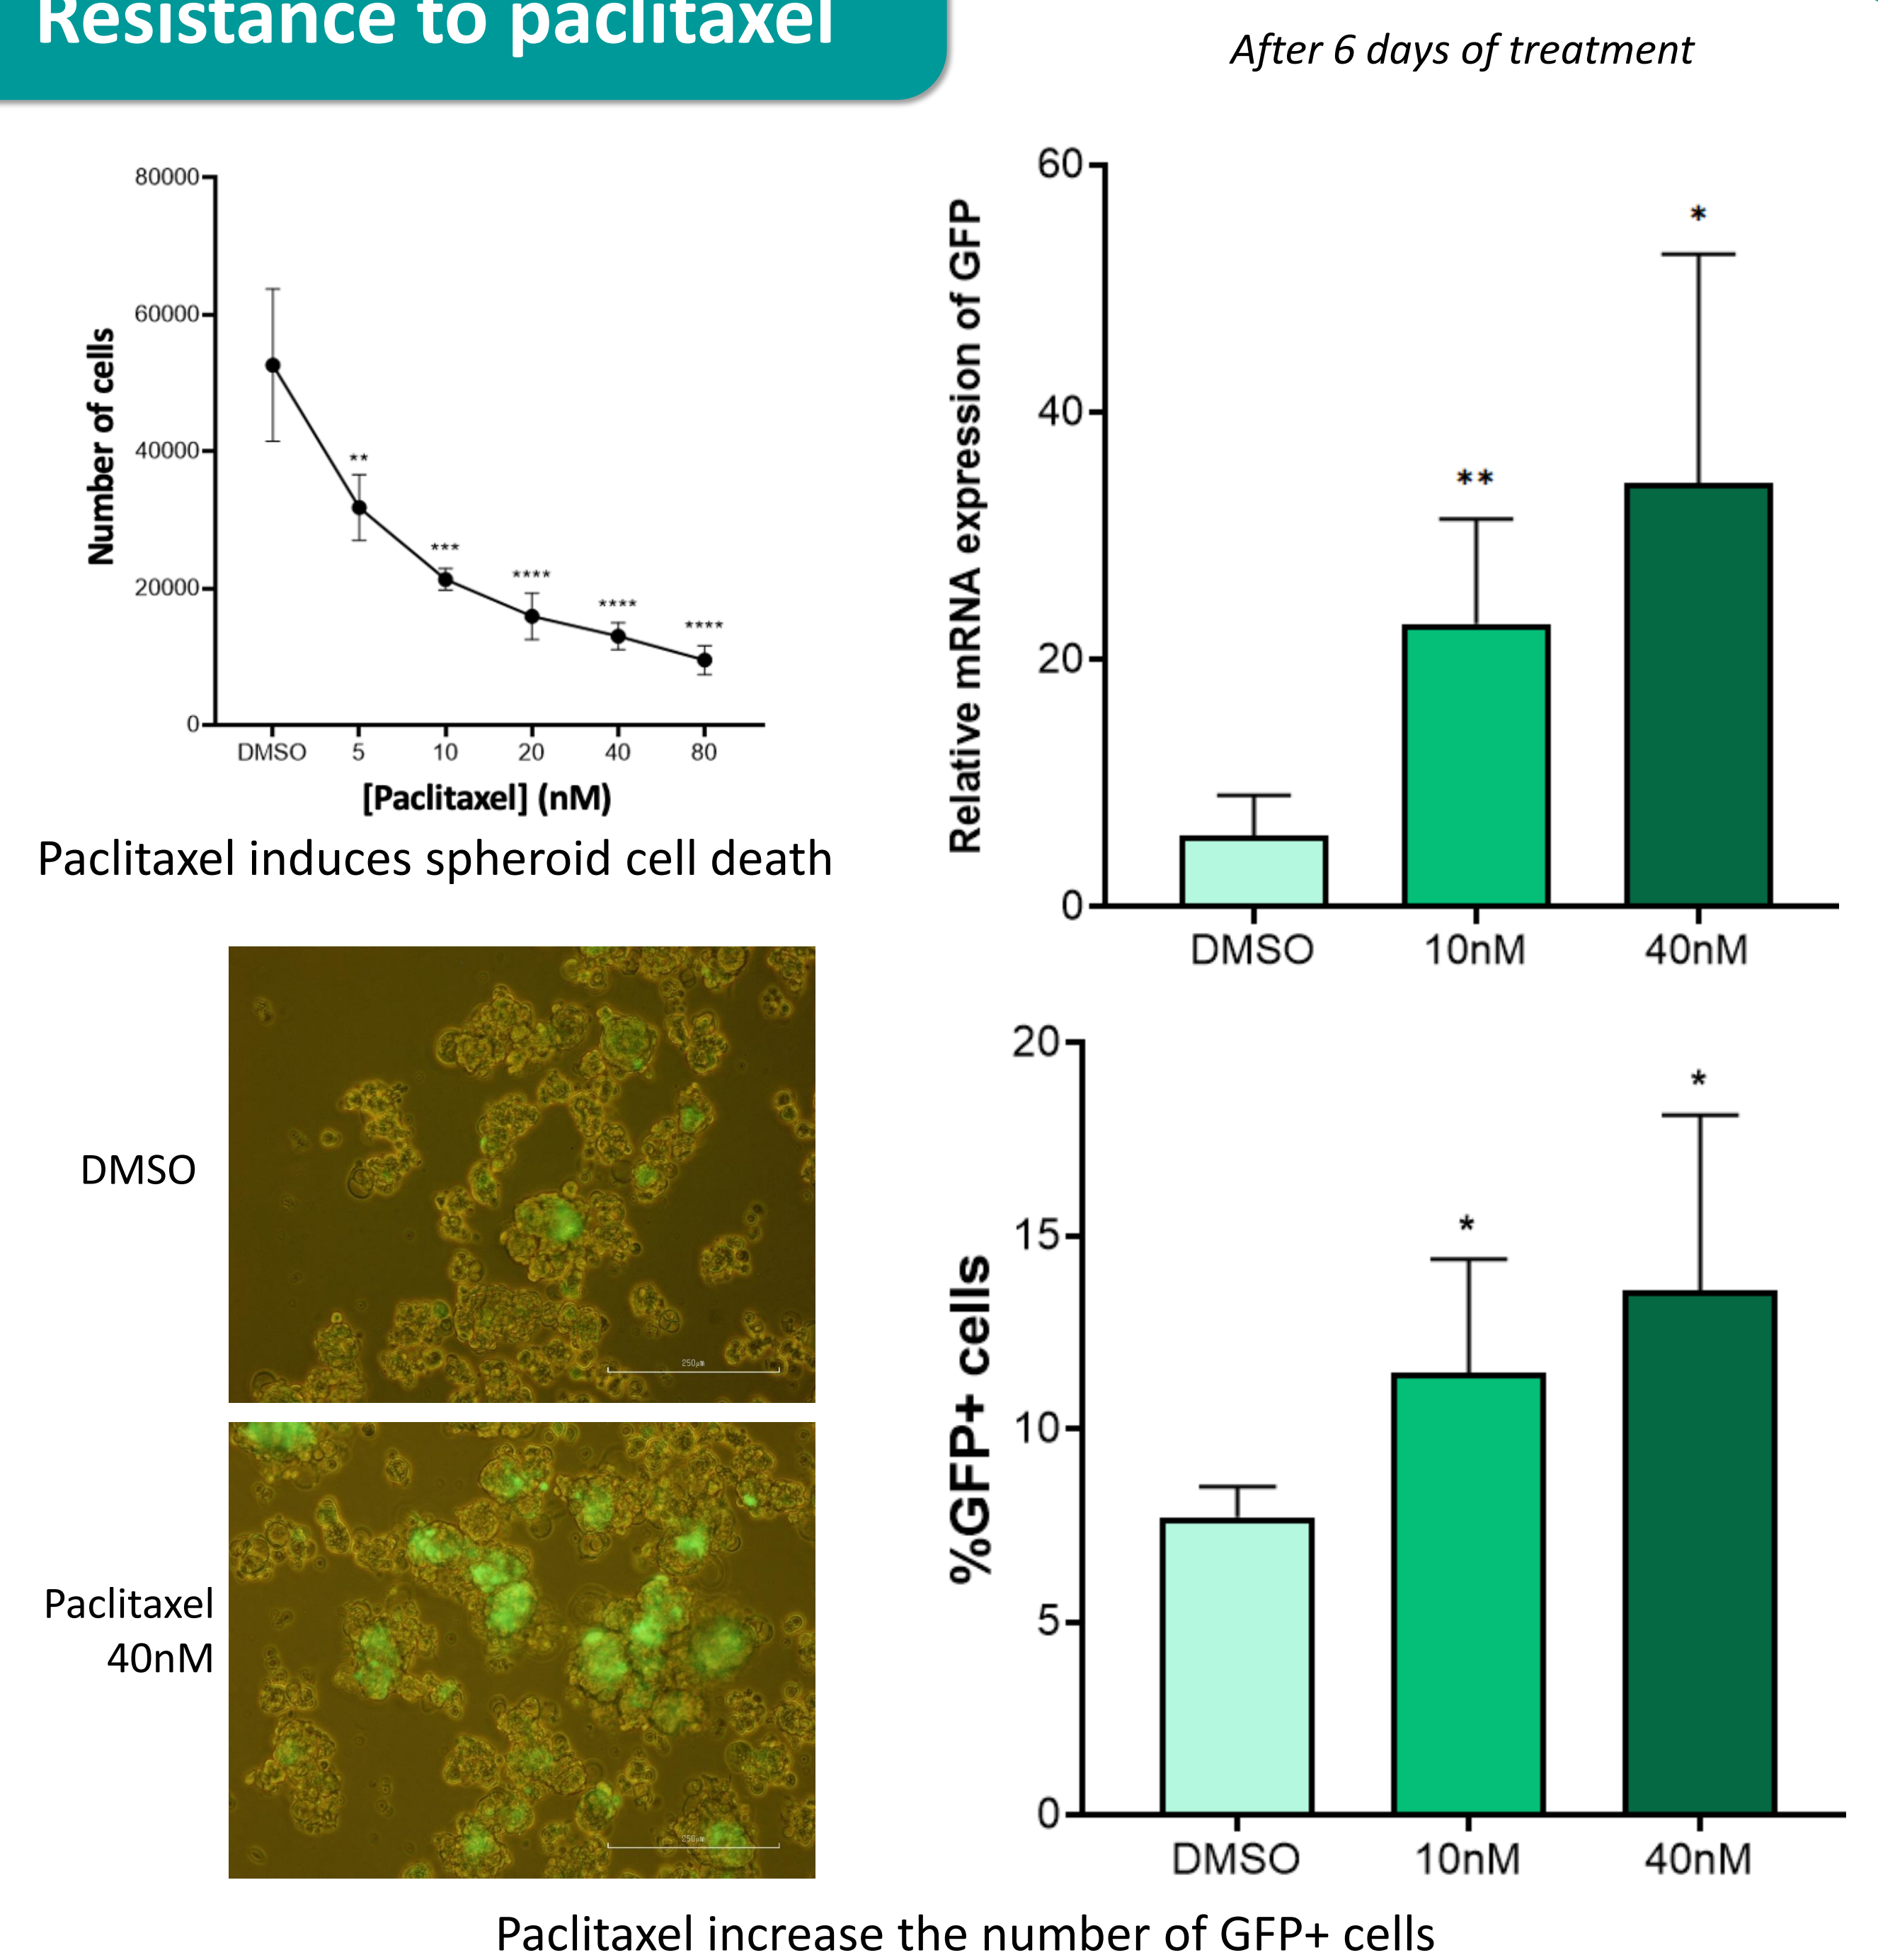 Resistance to paclitaxel
After 6 days of treatment
80000
60000
40000
20000
0
Number of cells
**
***
****
****
****
DMSO 5 10 20 40 80
[Paclitaxel] (nM)
Paclitaxel induces spheroid cell death
60
40
20
0
Relative mRNA expression of GFP
**
*
DMSO 10nM 40nM
DMSO
250µm
Paclitaxel
40nM
250µm
20
15
10
5
0
%GFP+ cells
*
*
DMSO 10nM 40nM
Paclitaxel increase the number of GFP+ cells